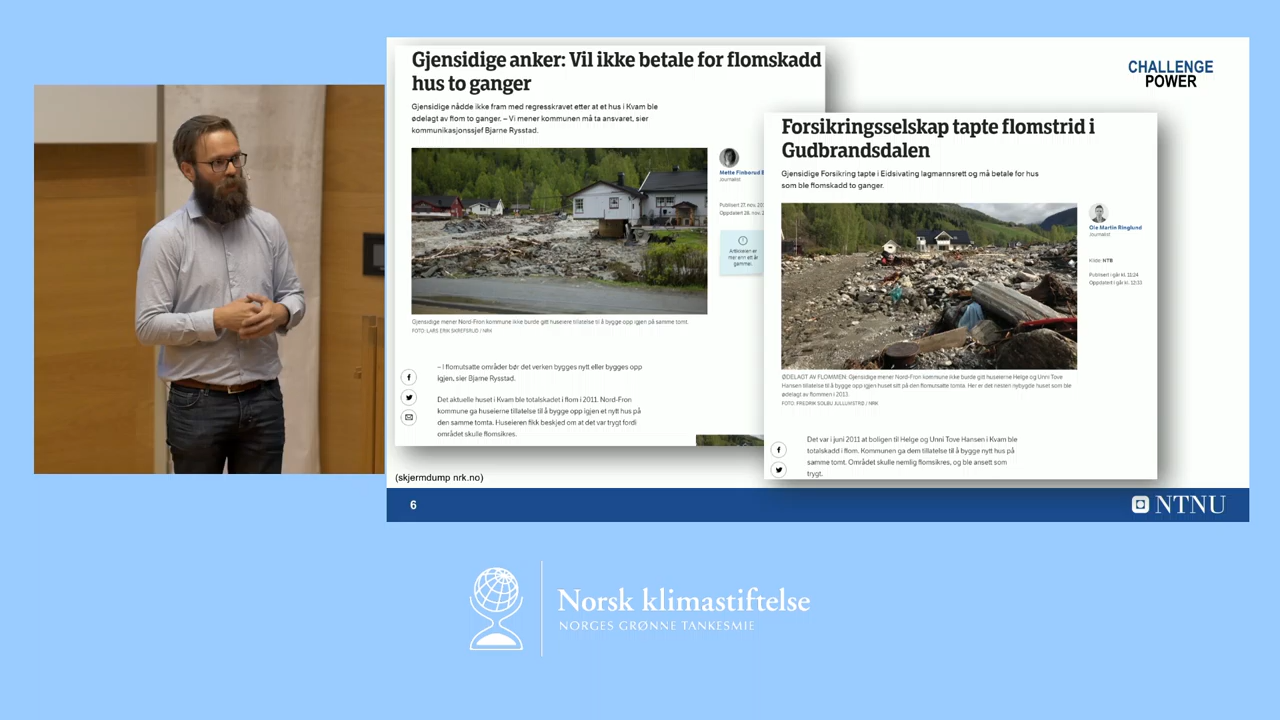 Gjensidige anker: Vil ikke betale for flomskadd
hus to ganger
Gjensidige nådde ikke fram med regresskravet etter at et hus i Kvam ble
ødelagt av flom to ganger. – Vi mener kommunen må ta ansvaret, sier
kommunikasjonssjef Bjarne Rysstad.
Mette Finborud
Journalist
Publisert 27. nov.
Oppdatert 28. nov.
Artikkelen er
mer enn ett år
gammel.
Gjensidige mener Nord-Fron kommune ikke burde gitt huseiere tillatelse til å bygge opp igjen på samme tomt.
FOTO: LARS ERIK SKREFSRUD / NRK
– I flomutsatte områder bør det verken bygges nytt eller bygges opp
igjen, sier Bjarne Rysstad.
Det aktuelle huset i Kvam ble totalskadet i flom i 2011. Nord-Fron
kommune ga huseierne tillatelse til å bygge opp igjen et nytt hus på
den samme tomta. Huseieren fikk beskjed om at det var trygt fordi
området skulle flomsikres.
(skjermdump nrk.no)
CHALLENGE
POWER
Forsikringsselskap tapte flomstrid i
Gudbrandsdalen
Gjensidige Forsikring tapte i Eidsivating lagmannsrett og må betale for hus
som ble flomskadd to ganger.
Ole Martin Ringlund
Journalist
Kilde: NTB
Publisert i går kl. 11:24
Oppdatert i går kl. 12:33
ØDELAGT AV FLOMMEN: Gjensidige mener Nord-Fron kommune ikke burde gitt huseierne Helge og Unni Tove
Hansen tillatelse til å bygge opp igjen huset sitt på den flomutsatte tomta. Her er det nesten nybygde huset som ble
ødelagt av flommen i 2013.
FOTO: FREDRIK SOLBU JULLUMSTRØ / NRK
Det var i juni 2011 at boligen til Helge og Unni Tove Hansen i Kvam ble
totalskadd i flom. Kommunen ga dem tillatelse til å bygge nytt hus på
samme tomt. Området skulle nemlig flomsikres, og ble ansett som
trygt.
6
NTNU
Norsk klimastiftelse
NORGES GRØNNE TANKESMIE